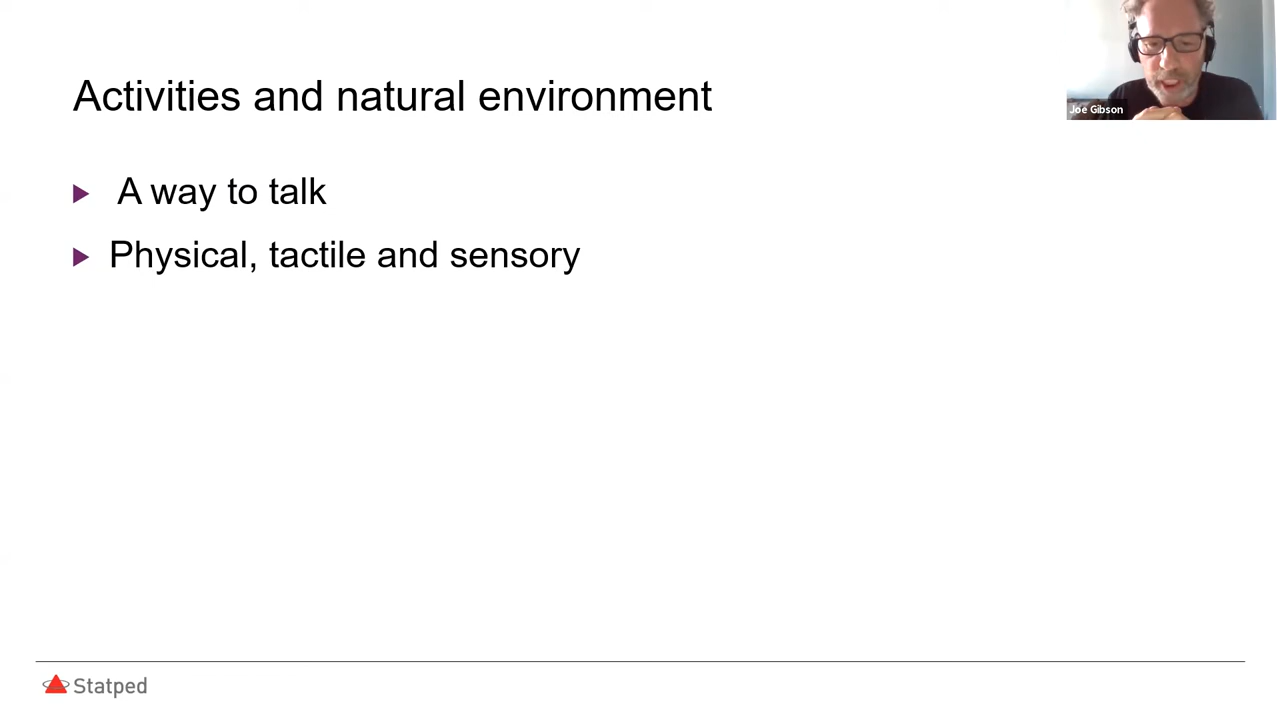 Activities and natural environment
Joe Gibson
A way to talk
Physical, tactile and sensory
Statped